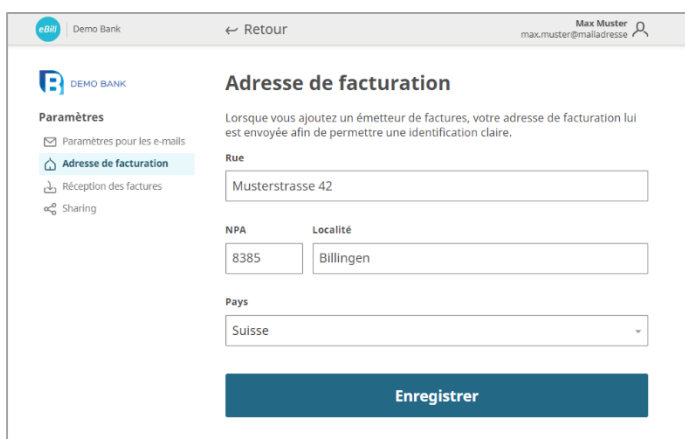 eBill Demo Bank
← Retour
Max Muster
max.muster@mailadresse
DEMO BANK
Paramètres
Paramètres pour les e-mails
Adresse de facturation
Réception des factures
Sharing
Adresse de facturation
Lorsque vous ajoutez un émetteur de factures, votre adresse de facturation lui
est envoyée afin de permettre une identification claire.
Rue
Musterstrasse 42
NPA Localité
8385 Billingen
Pays
Suisse
Enregistrer